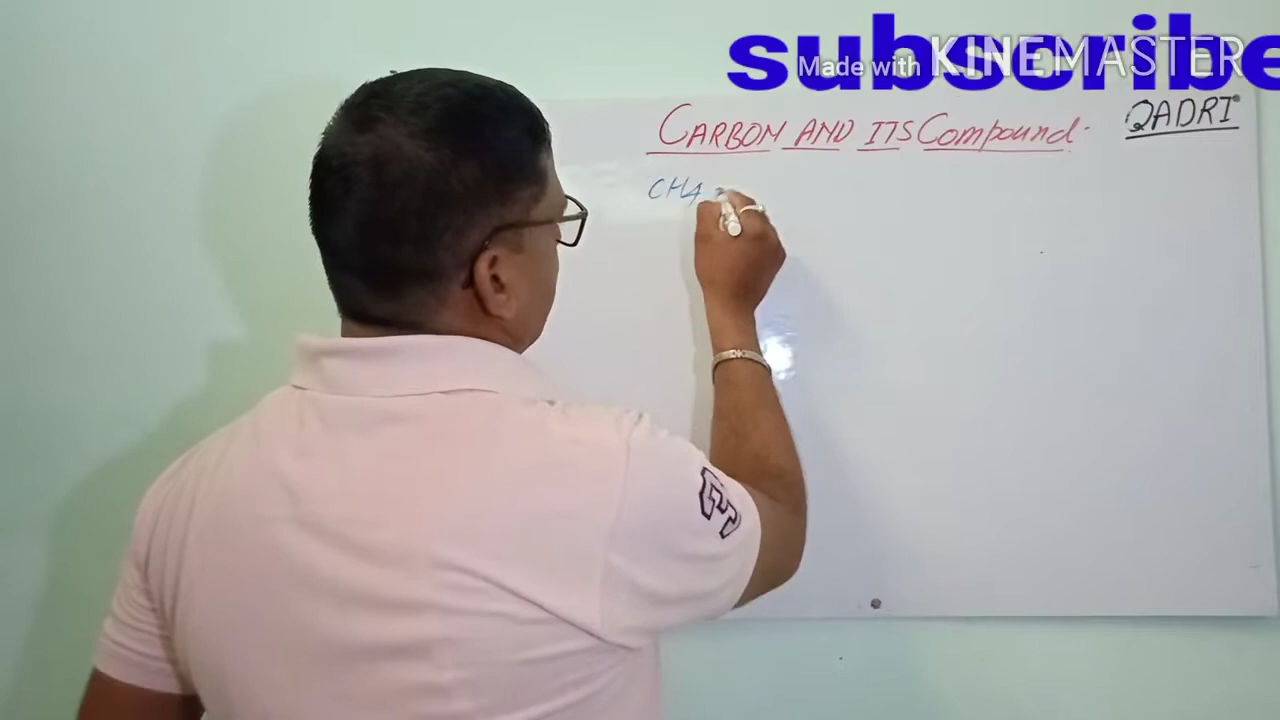 subscribe
Made with KINEMASTER
QADRI
CARBON AND ITS Compound.
CH4